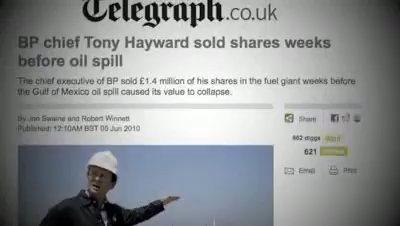 Telegraph.co.uk
BP chief Tony Hayward sold shares weeks
before oil spill
The chief executive of BP sold £1.4 million of his shares in the fuel giant weeks before
the Gulf of Mexico oil spill caused its value to collapse.
By Jon Swaine and Robert Winnett
Published: 12:10AM BST 05 Jun 2010
Share
662 diggs
621
Email
Print